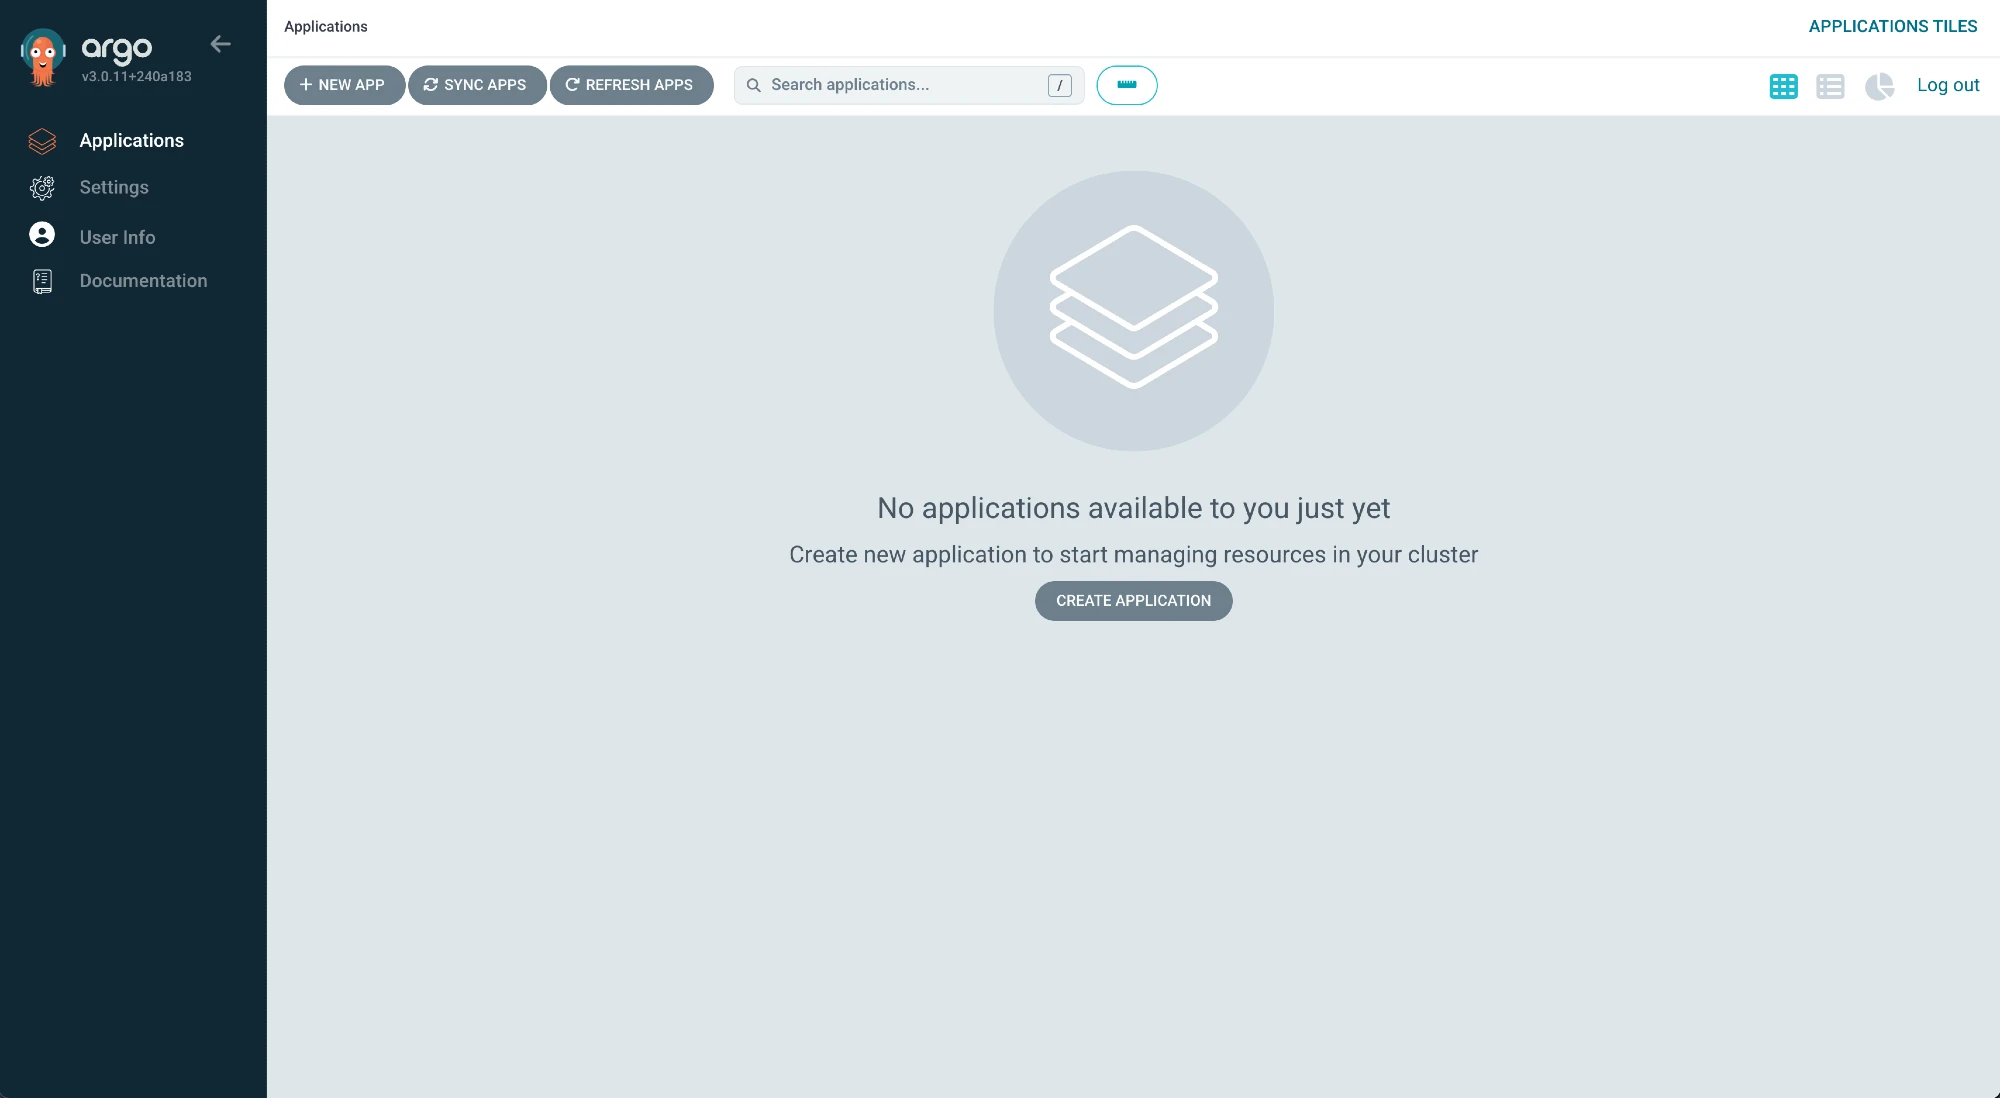 argo
v3.0.11+240a183
Applications
Settings
User Info
Documentation
Applications
APPLICATIONS TILES
+ NEW APP
SYNC APPS
REFRESH APPS
Search applications...
/
Log out
No applications available to you just yet
Create new application to start managing resources in your cluster
CREATE APPLICATION